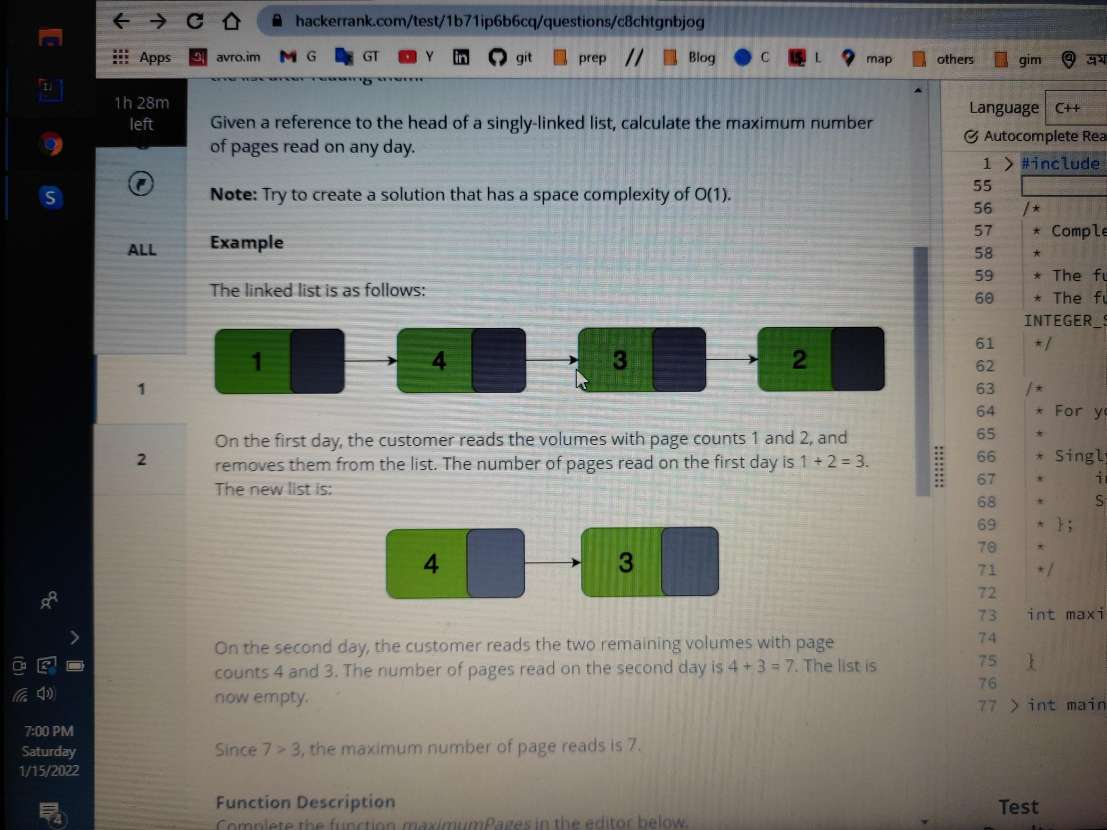 hackerrank.com/test/1b71ip6b6cq/questions/c8chtgnbjog
Apps avro.im G GT Y git prep // Blog C L map others gim
1h 28m
left
ALL
1
2
the list after reading them.
Given a reference to the head of a singly-linked list, calculate the maximum number
of pages read on any day.
Note: Try to create a solution that has a space complexity of O(1).
Example
The linked list is as follows:
1 4 3 2
On the first day, the customer reads the volumes with page counts 1 and 2, and
removes them from the list. The number of pages read on the first day is 1 + 2 = 3.
The new list is:
4 3
On the second day, the customer reads the two remaining volumes with page
counts 4 and 3. The number of pages read on the second day is 4 + 3 = 7. The list is
now empty.
Since 7 > 3, the maximum number of page reads is 7.
Function Description
Complete the function maximumPages in the editor below.
Language C++
Autocomplete Rea
1 > #include
55
56 /*
57 * Comple
58 *
59 * The fu
60 * The fu
INTEGER_S
61 */
62
63 /*
64 * For yo
65 *
66 * Singly
67 * in
68 * S
69 * };
70 *
71 */
72
73 int maxi
74
75 }
76
77 > int main
Test
7:00 PM
Saturday
1/15/2022
4